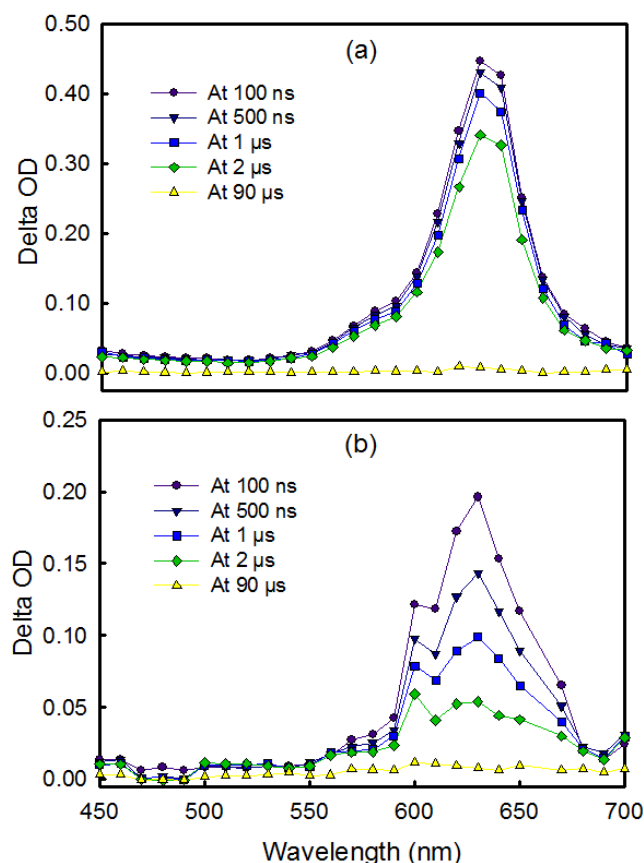 (a)
0.50
0.40
0.30
0.20
0.10
0.00
Delta OD
At 100 ns
At 500 ns
At 1 µs
At 2 µs
At 90 µs
(b)
0.25
0.20
0.15
0.10
0.05
0.00
Delta OD
At 100 ns
At 500 ns
At 1 µs
At 2 µs
At 90 µs
450 500 550 600 650 700
Wavelength (nm)